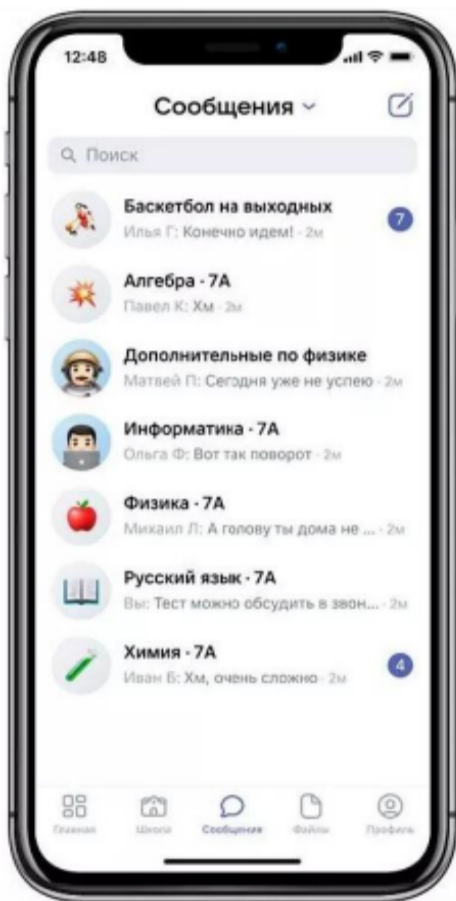 12:48
Сообщения
Поиск
Баскетбол на выходных
Илья Г: Конечно идем! · 2м
7
Алгебра · 7А
Павел К: Хм · 2м
Дополнительные по физике
Матвей П: Сегодня уже не успею · 2м
Информатика · 7А
Ольга Ф: Вот так поворот · 2м
Физика · 7А
Михаил Л: А голову ты дома не ... · 2м
Русский язык · 7А
Вы: Тест можно обсудить в звон... · 2м
Химия · 7А
Иван Б: Хм, очень сложно · 2м
4
Главная Школа Сообщения Файлы Профиль